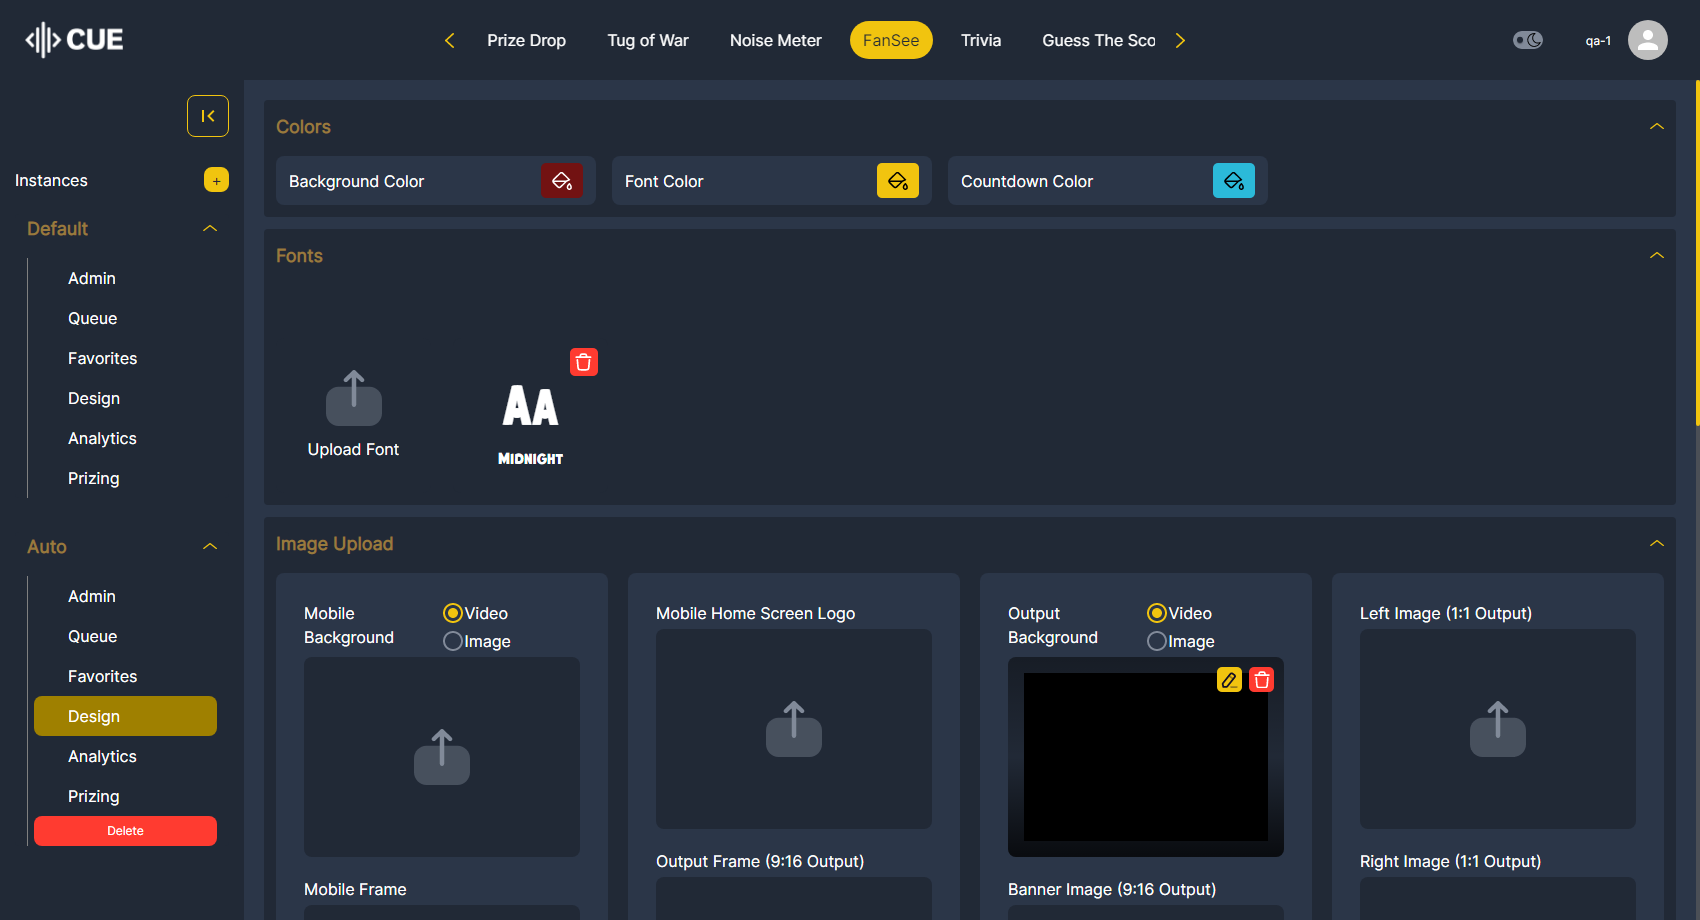 CUE
Prize Drop
Tug of War
Noise Meter
FanSee
Trivia
Guess The Sco
qa-1
Instances
+
Default
Admin
Queue
Favorites
Design
Analytics
Prizing
Auto
Admin
Queue
Favorites
Design
Analytics
Prizing
Delete
Colors
Background Color
Font Color
Countdown Color
Fonts
Upload Font
AA
MIDNIGHT
Image Upload
Mobile
Background
Video
Image
Mobile Home Screen Logo
Output
Background
Video
Image
Left Image (1:1 Output)
Mobile Frame
Output Frame (9:16 Output)
Banner Image (9:16 Output)
Right Image (1:1 Output)